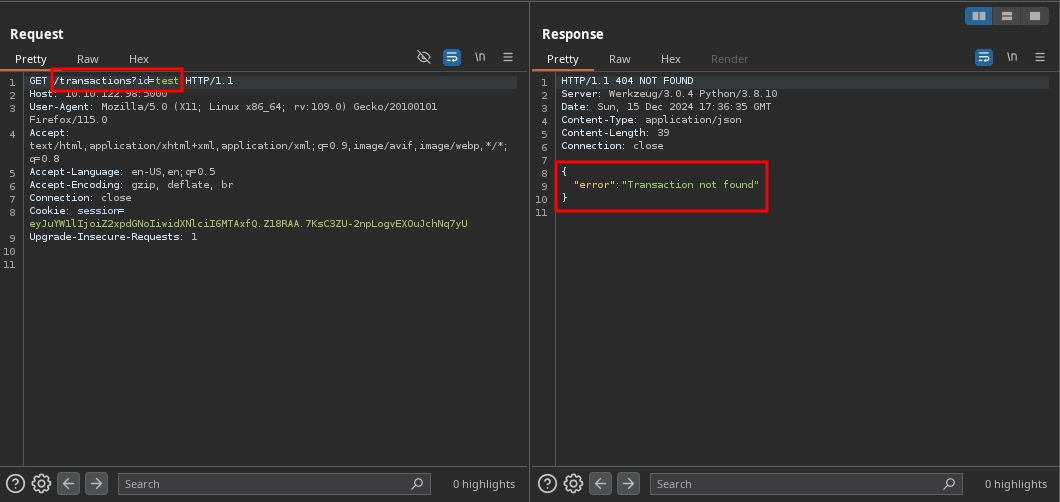 Request
Pretty Raw Hex
\n
1 GET /transactions?id=test HTTP/1.1
2 Host: 10.10.122.98:5000
3 User-Agent: Mozilla/5.0 (X11; Linux x86_64; rv:109.0) Gecko/20100101
Firefox/115.0
4 Accept:
text/html,application/xhtml+xml,application/xml;q=0.9,image/avif,image/webp,*/*;
q=0.8
5 Accept-Language: en-US,en;q=0.5
6 Accept-Encoding: gzip, deflate, br
7 Connection: close
8 Cookie: session=
eyJuYW1lIjoiZ2xpdGNoIiwidXNlciI6MTAxfQ.Z18RAA.7KsC3ZU-2npLogvEXOuJchNq7yU
9 Upgrade-Insecure-Requests: 1
10
11
Search
0 highlights
Response
Pretty Raw Hex Render
\n
1 HTTP/1.1 404 NOT FOUND
2 Server: Werkzeug/3.0.4 Python/3.8.10
3 Date: Sun, 15 Dec 2024 17:36:35 GMT
4 Content-Type: application/json
5 Content-Length: 39
6 Connection: close
7
8 {
9 "error":"Transaction not found"
10 }
11
Search
0 highlights